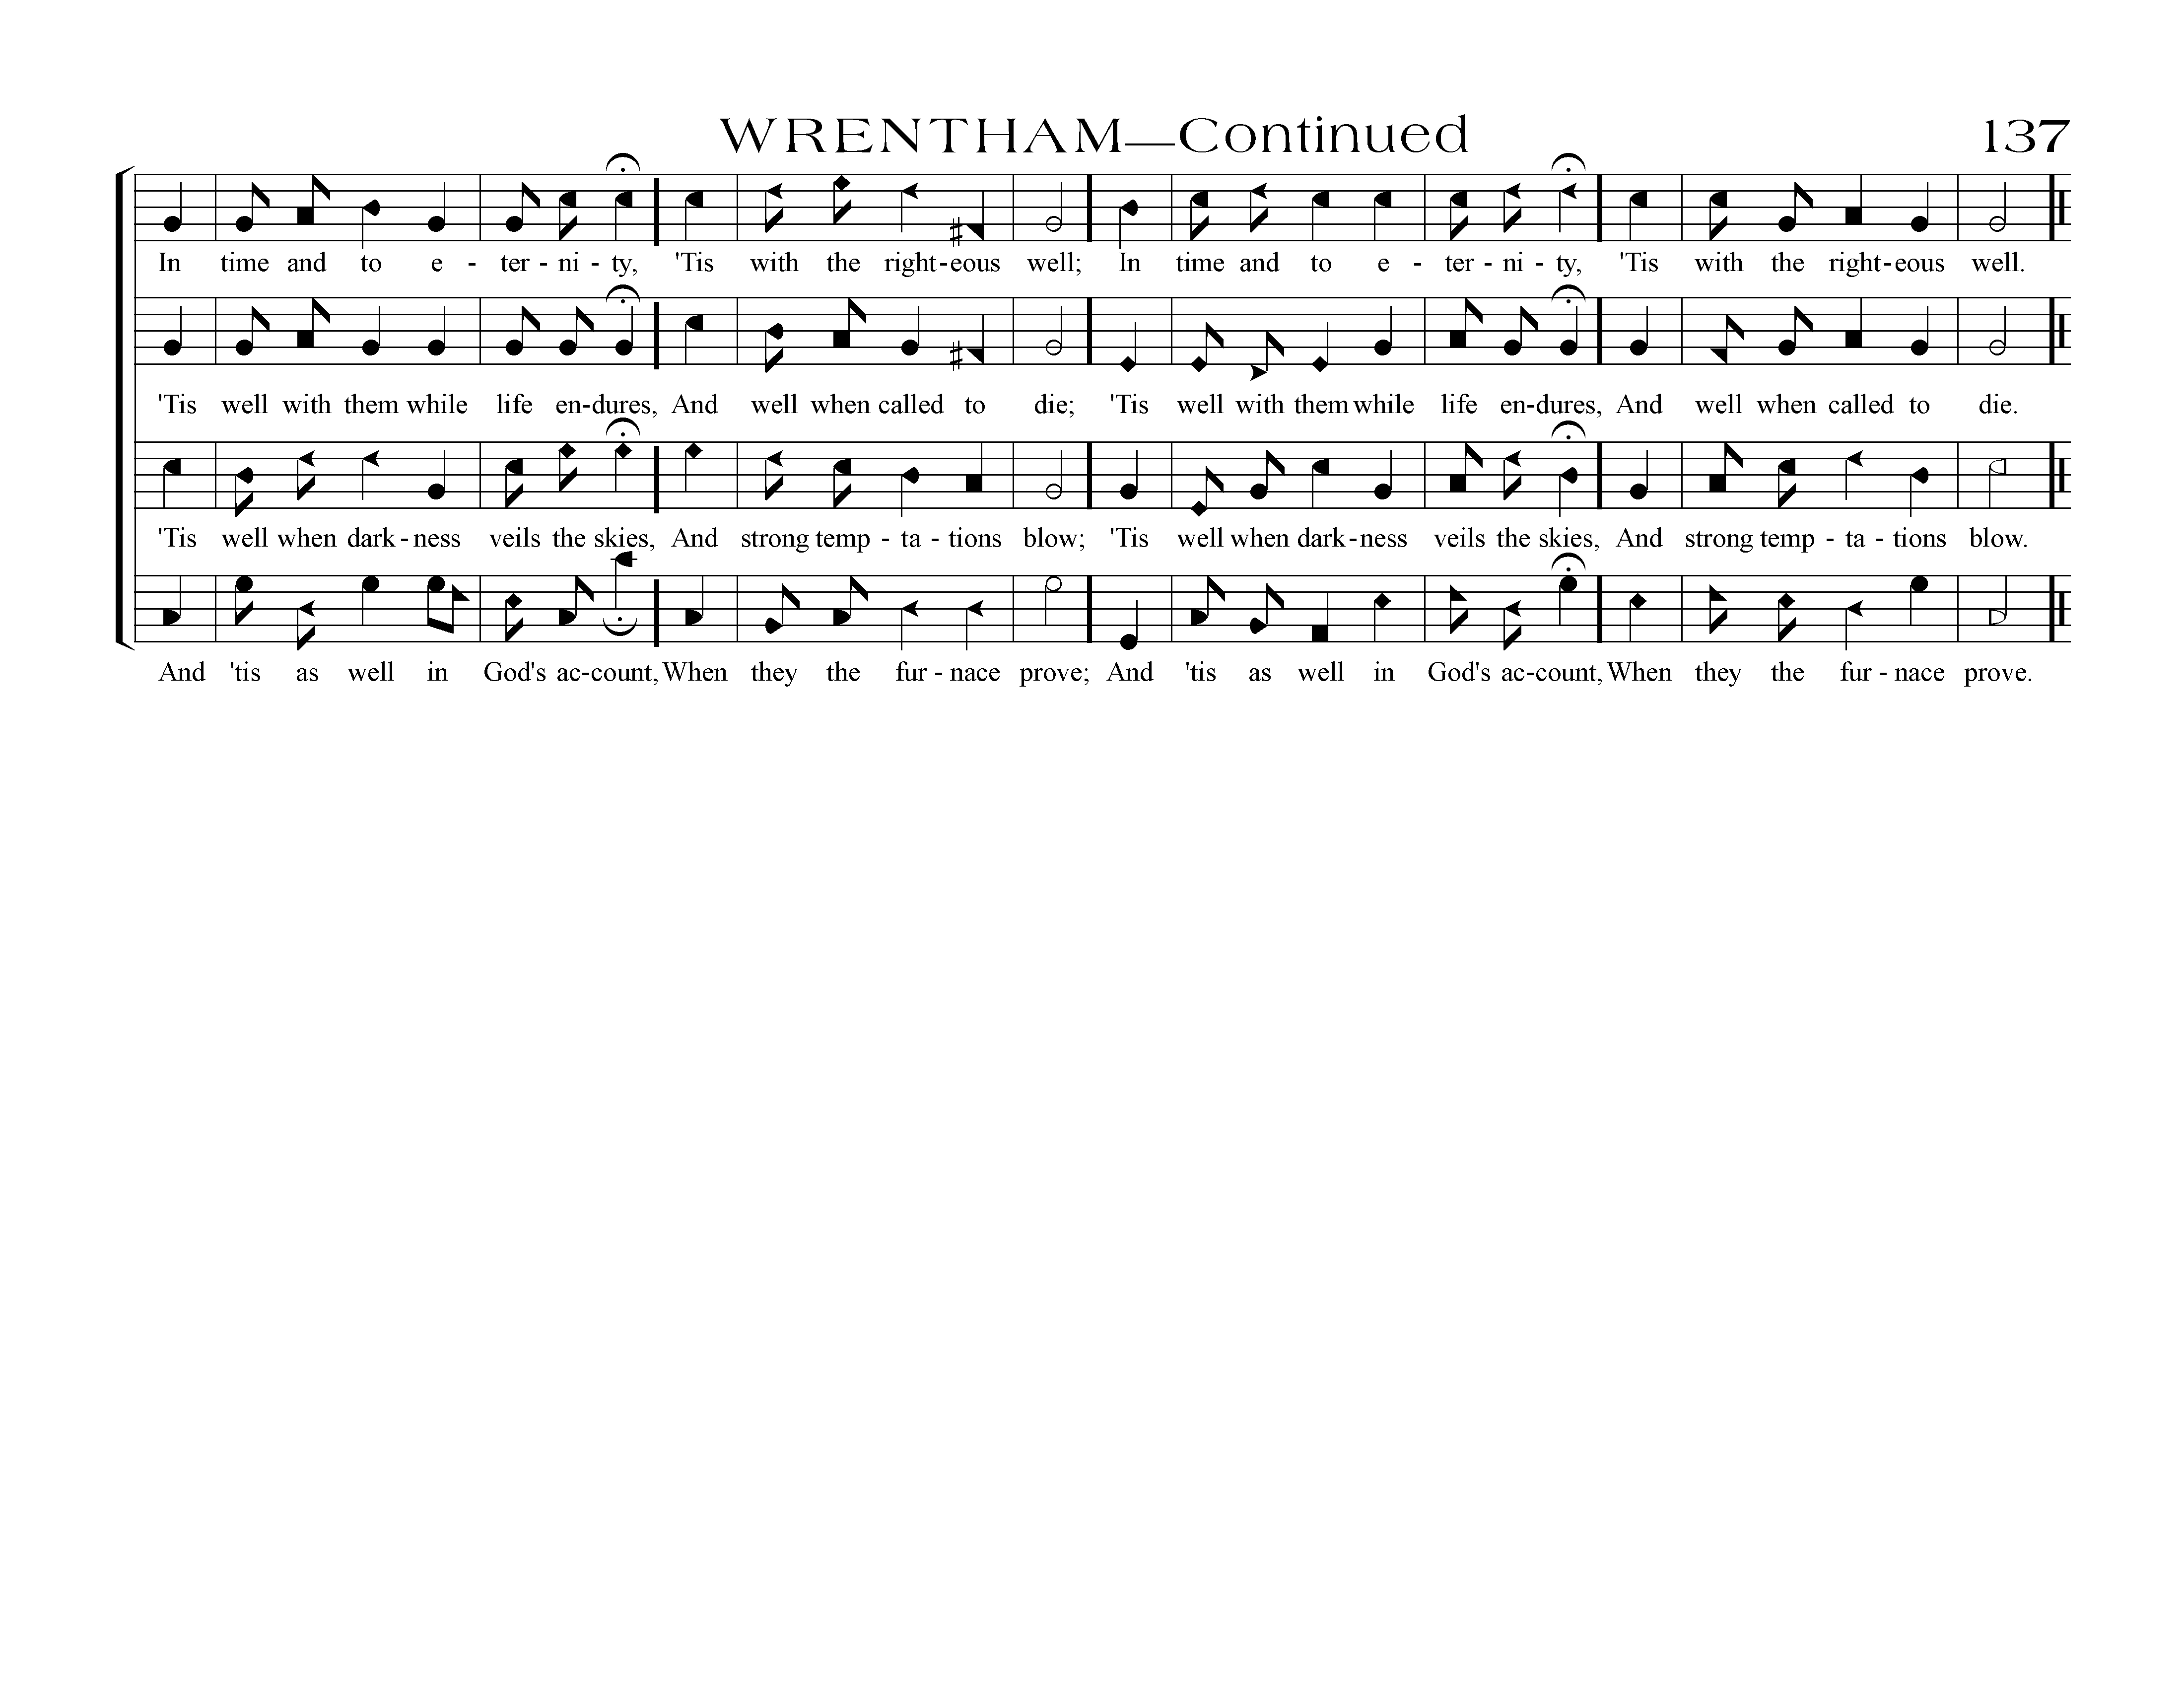 WRENTHAM—Continued 137
In time and to e - ter - ni - ty, 'Tis with the right - eous well; In time and to e - ter - ni - ty, 'Tis with the right - eous well.
'Tis well with them while life en - dures, And well when called to die; 'Tis well with them while life en - dures, And well when called to die.
'Tis well when dark - ness veils the skies, And strong temp - ta - tions blow; 'Tis well when dark - ness veils the skies, And strong temp - ta - tions blow.
And 'tis as well in God's ac - count, When they the fur - nace prove; And 'tis as well in God's ac - count, When they the fur - nace prove.